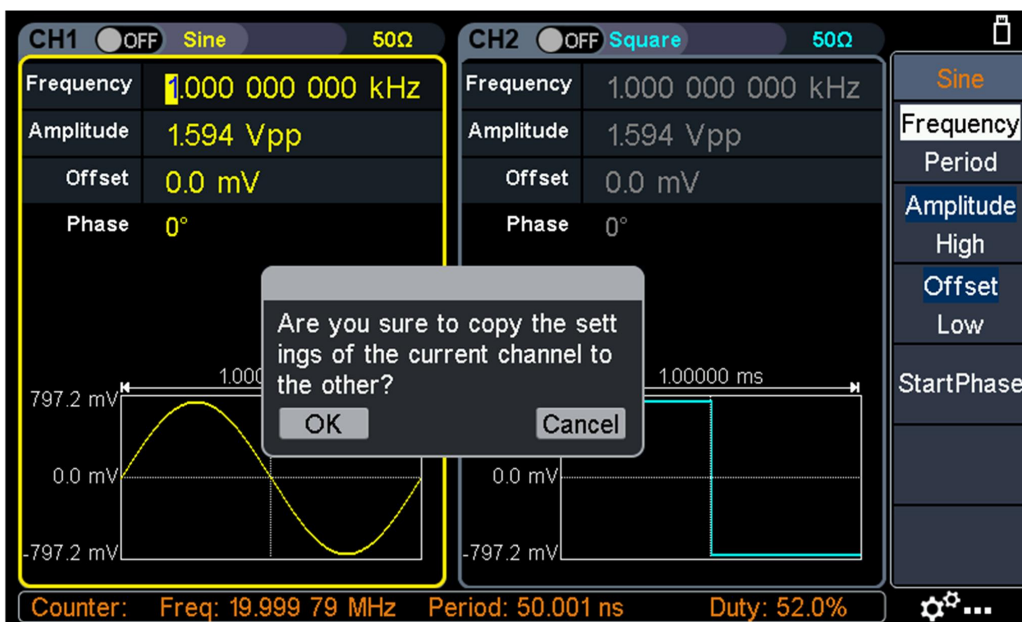 CH1 OFF Sine 50Ω
Frequency 1.000 000 000 kHz
Amplitude 1.594 Vpp
Offset 0.0 mV
Phase 0°
CH2 OFF Square 50Ω
Frequency 1.000 000 000 kHz
Amplitude 1.594 Vpp
Offset 0.0 mV
Phase 0°
Are you sure to copy the sett
ings of the current channel to
the other?
OK Cancel
1.000
797.2 mV
0.0 mV
-797.2 mV
1.00000 ms
0.0 mV
-797.2 mV
Sine
Frequency
Period
Amplitude
High
Offset
Low
StartPhase
Counter: Freq: 19.999 79 MHz Period: 50.001 ns Duty: 52.0%